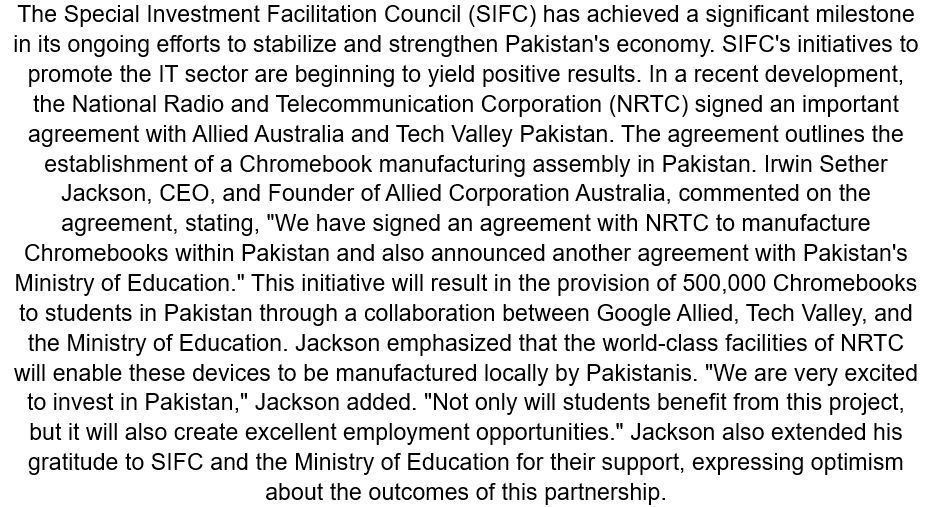 The Special Investment Facilitation Council (SIFC) has achieved a significant milestone
in its ongoing efforts to stabilize and strengthen Pakistan's economy. SIFC's initiatives to
promote the IT sector are beginning to yield positive results. In a recent development,
the National Radio and Telecommunication Corporation (NRTC) signed an important
agreement with Allied Australia and Tech Valley Pakistan. The agreement outlines the
establishment of a Chromebook manufacturing assembly in Pakistan. Irwin Sether
Jackson, CEO, and Founder of Allied Corporation Australia, commented on the
agreement, stating, "We have signed an agreement with NRTC to manufacture
Chromebooks within Pakistan and also announced another agreement with Pakistan's
Ministry of Education." This initiative will result in the provision of 500,000 Chromebooks
to students in Pakistan through a collaboration between Google Allied, Tech Valley, and
the Ministry of Education. Jackson emphasized that the world-class facilities of NRTC
will enable these devices to be manufactured locally by Pakistanis. "We are very excited
to invest in Pakistan," Jackson added. "Not only will students benefit from this project,
but it will also create excellent employment opportunities." Jackson also extended his
gratitude to SIFC and the Ministry of Education for their support, expressing optimism
about the outcomes of this partnership.